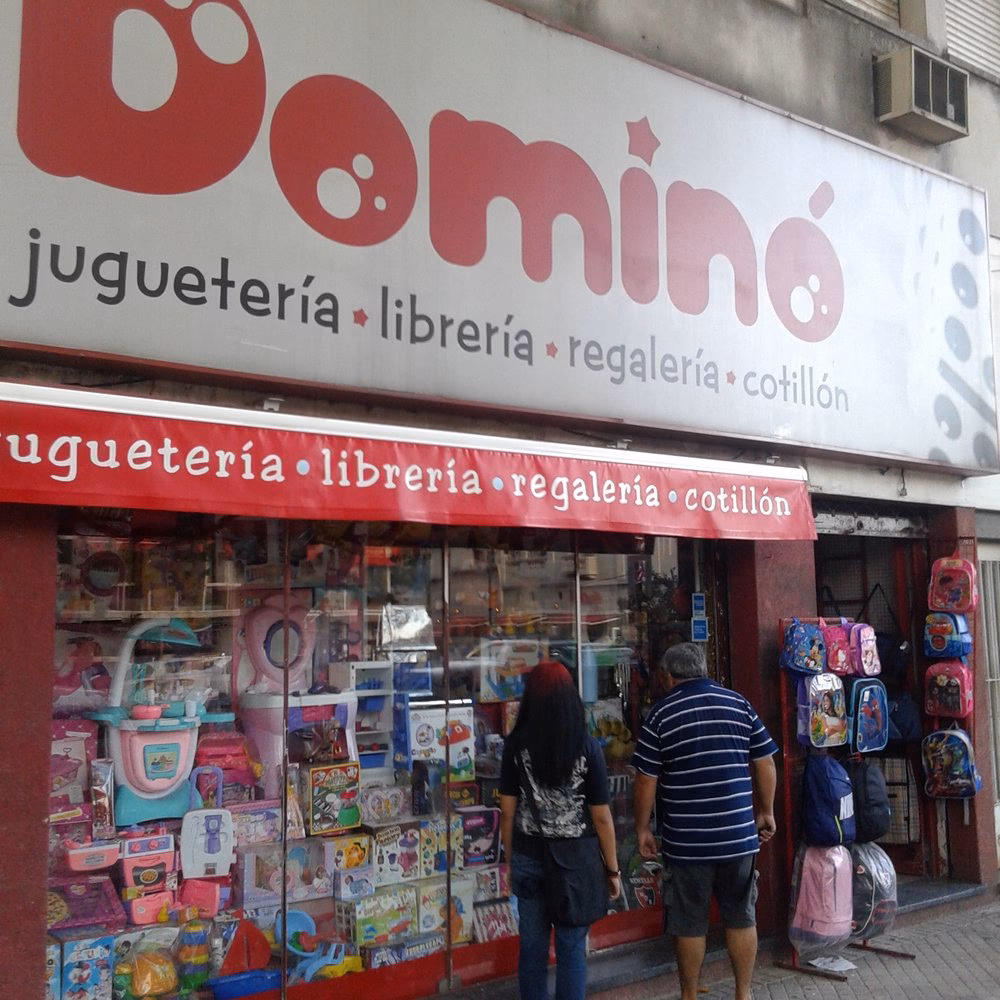 Dominó
juguetería * librería * regalería * cotillón
juguetería • librería • regalería • cotillón